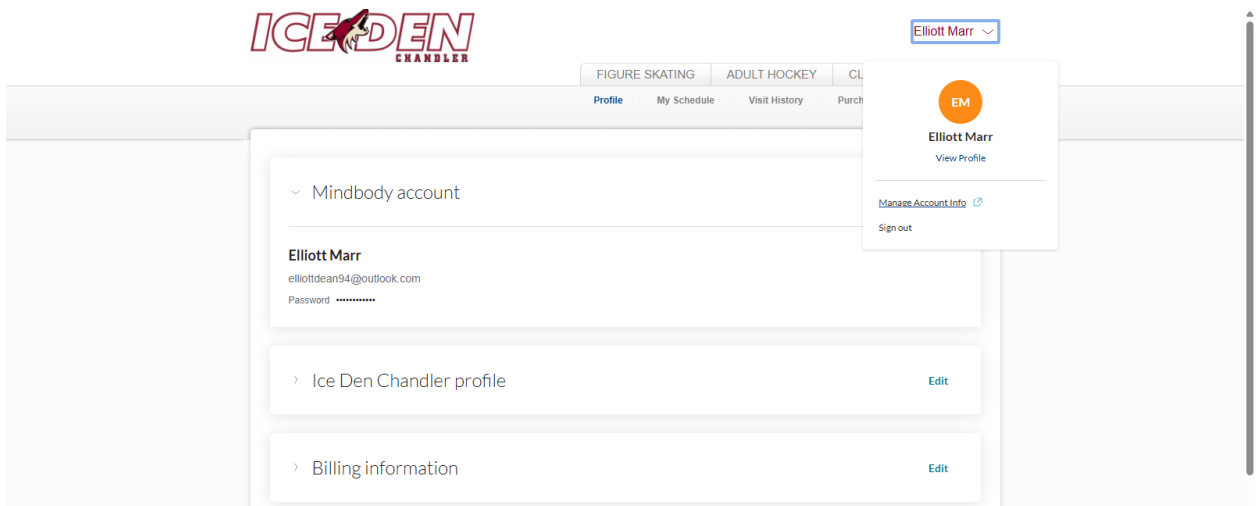 ICE DEN
CHANDLER
Elliott Marr
FIGURE SKATING
ADULT HOCKEY
CL
Profile
My Schedule
Visit History
Purch
EM
Elliott Marr
View Profile
Manage Account Info
Sign out
Mindbody account
Elliott Marr
elliottdean94@outlook.com
Password ••••••••••••
Ice Den Chandler profile
Edit
Billing information
Edit